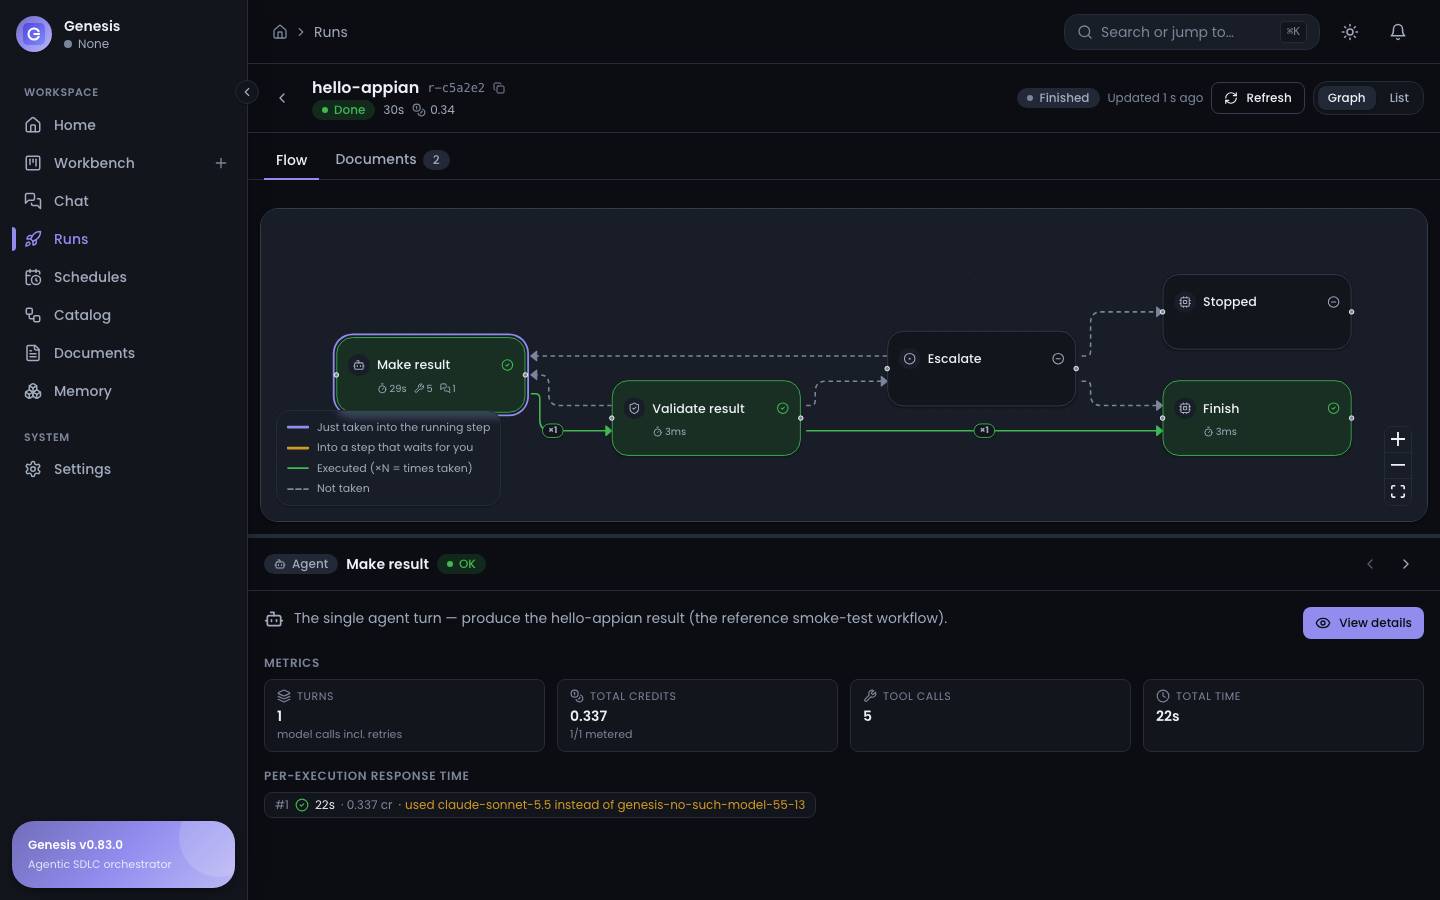 Genesis
None
WORKSPACE
Home
Workbench
Chat
Runs
Schedules
Catalog
Documents
Memory
SYSTEM
Settings
Genesis v0.83.0
Agentic SDLC orchestrator
Runs
Search or jump to... ⌘K
hello-appian r-c5a2e2
Done 30s 0.34
Finished Updated 1 s ago Refresh Graph List
Flow Documents 2
Stopped
Escalate
Make result
29s 5 1
Validate result
3ms
Finish
3ms
×1
×1
Just taken into the running step
Into a step that waits for you
Executed (×N = times taken)
Not taken
Agent Make result OK
The single agent turn — produce the hello-appian result (the reference smoke-test workflow).
View details
METRICS
TURNS
1
model calls incl. retries
TOTAL CREDITS
0.337
1/1 metered
TOOL CALLS
5
TOTAL TIME
22s
PER-EXECUTION RESPONSE TIME
#1 22s · 0.337 cr · used claude-sonnet-5.5 instead of genesis-no-such-model-55-13